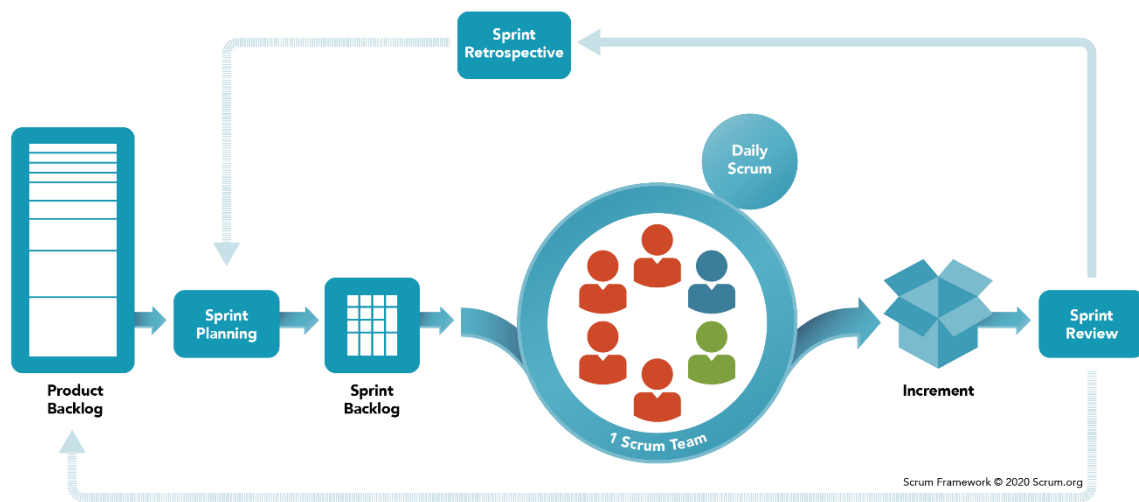 Sprint
Retrospective
Daily
Scrum
Sprint
Planning
Sprint
Review
Product
Backlog
Sprint
Backlog
Increment
1 Scrum Team
Scrum Framework © 2020 Scrum.org